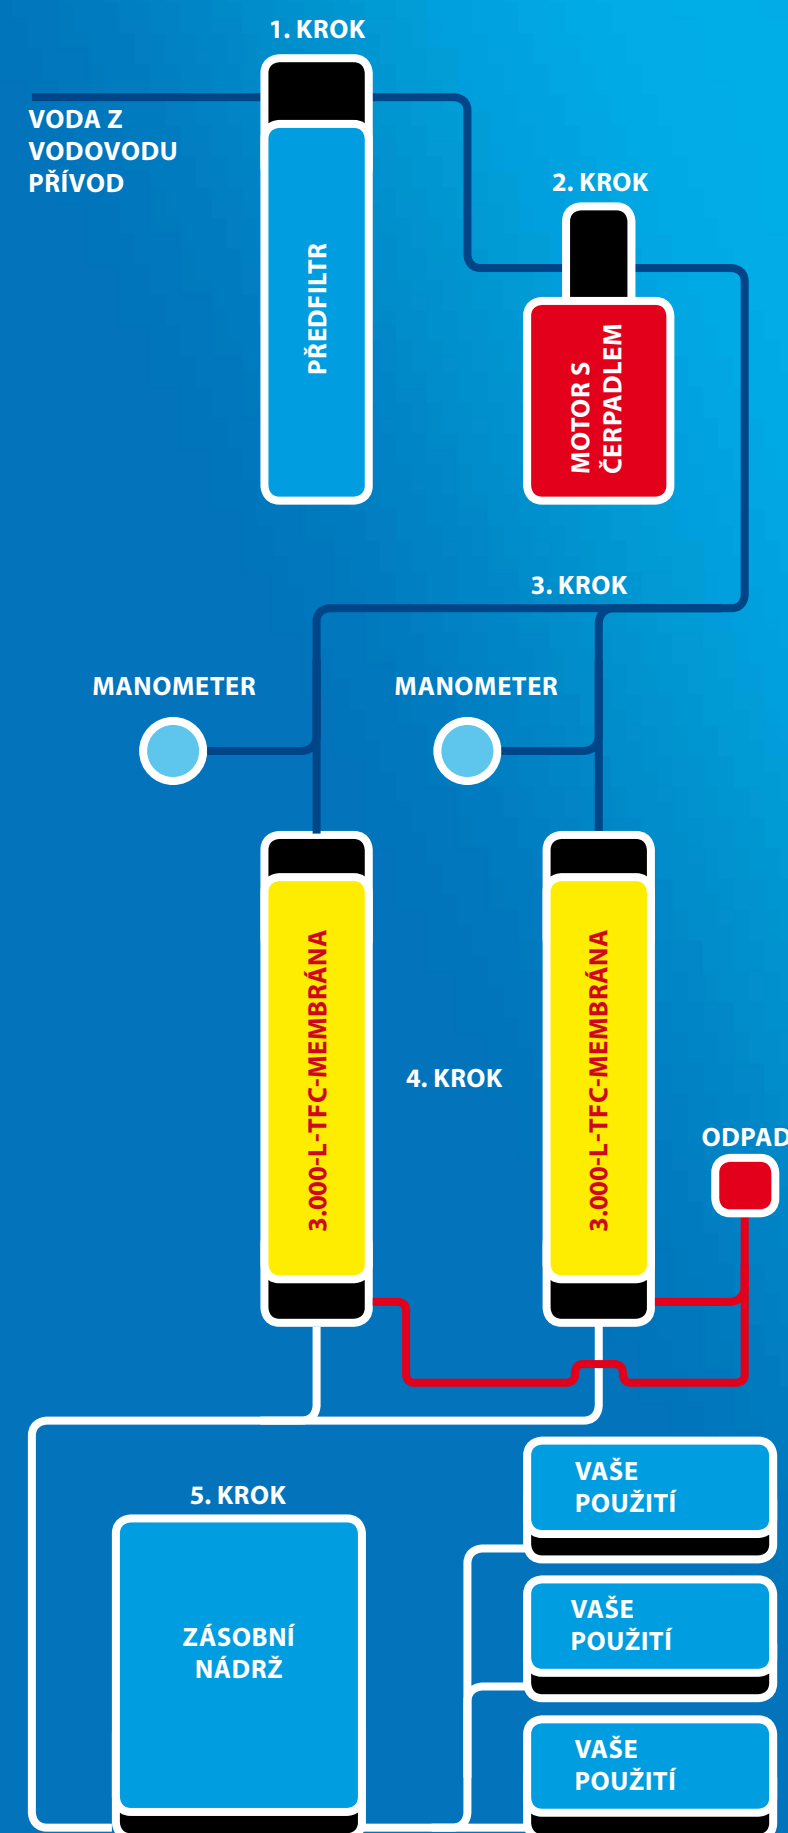 1. KROK
VODA Z
VODOVODU
PŘÍVOD
2. KROK
PŘEDFILTR
MOTOR S
ČERPADLEM
3. KROK
MANOMETER
MANOMETER
3.000-L-TFC-MEMBRÁNA
4. KROK
3.000-L-TFC-MEMBRÁNA
ODPAD
5. KROK
ZÁSOBNÍ
NÁDRŽ
VAŠE
POUŽITÍ
VAŠE
POUŽITÍ
VAŠE
POUŽITÍ